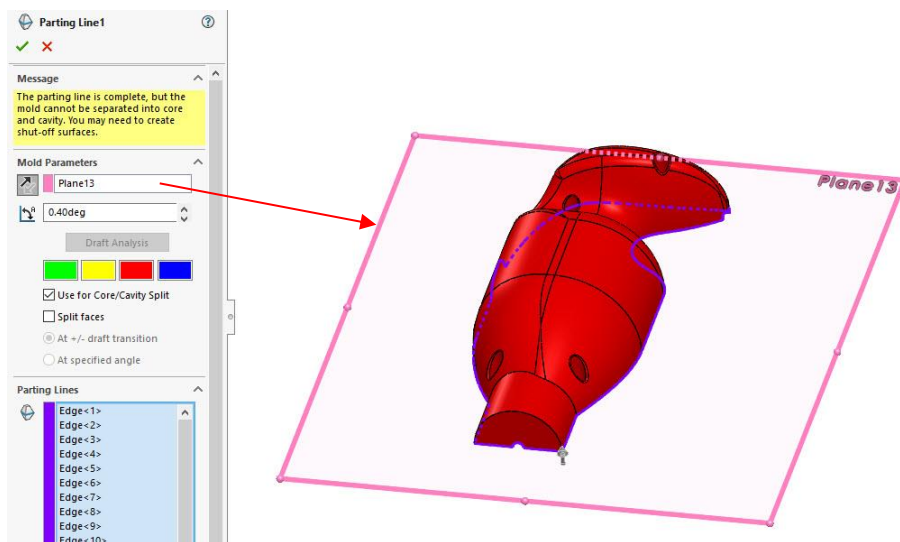 Parting Line1
Message
The parting line is complete, but the
mold cannot be separated into core
and cavity. You may need to create
shut-off surfaces.
Mold Parameters
Plane13
0.40deg
Draft Analysis
Use for Core/Cavity Split
Split faces
At +/- draft transition
At specified angle
Parting Lines
Edge<1>
Edge<2>
Edge<3>
Edge<4>
Edge<5>
Edge<6>
Edge<7>
Edge<8>
Edge<9>
Edge<10>
Plane13